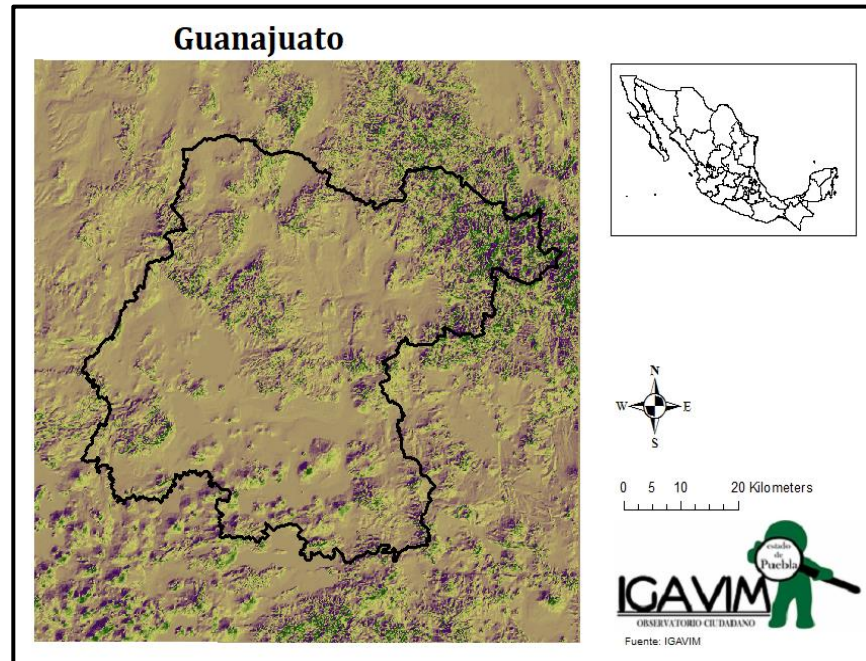 Guanajuato
N
W E
S
0 5 10 20 Kilometers
estado
de
Puebla
IGAVIM
OBSERVATORIO CIUDADANO
Fuente: IGAVIM